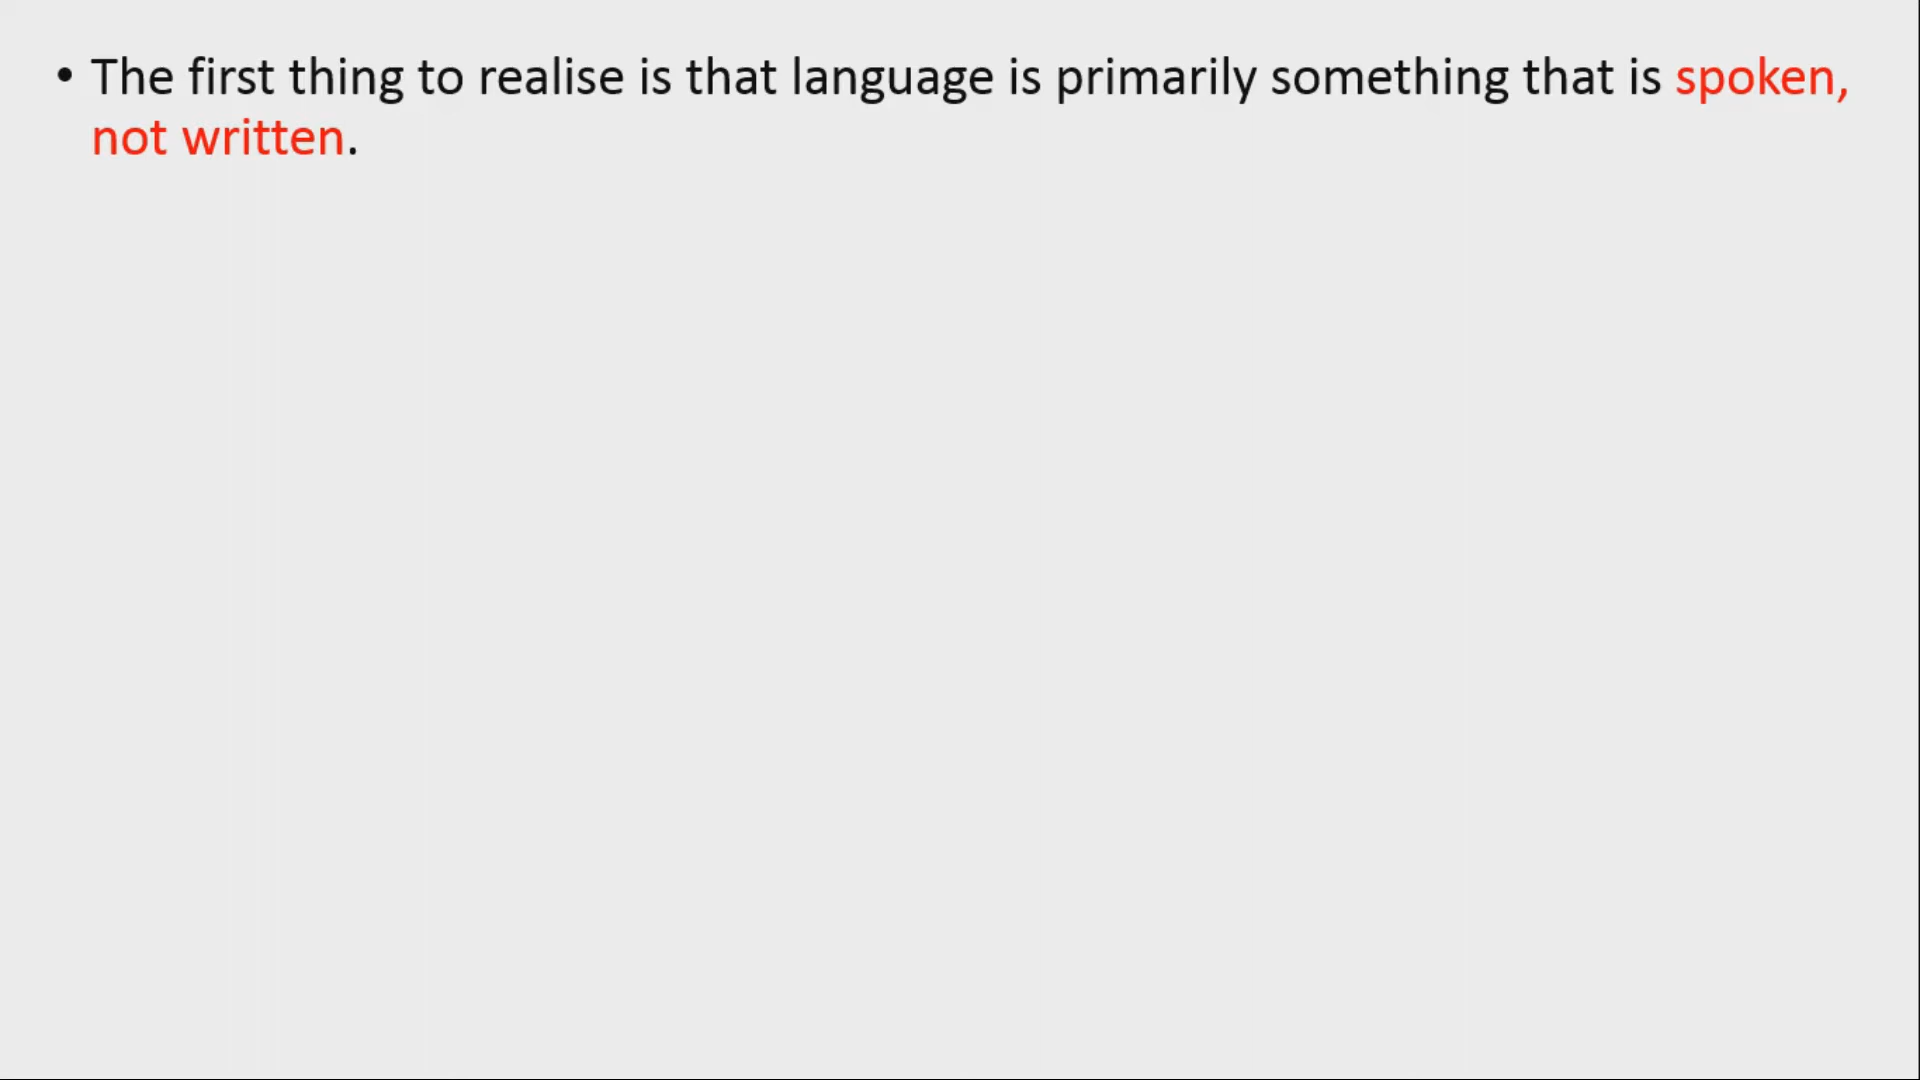 • The first thing to realise is that language is primarily something that is spoken,
not written.